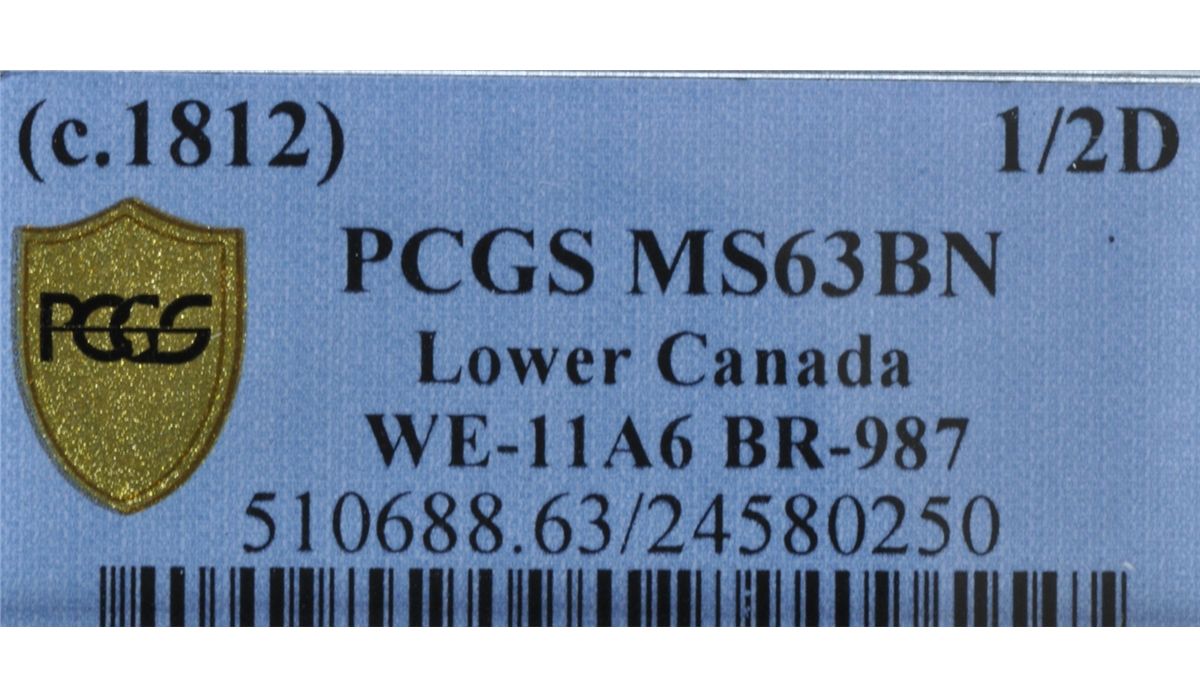 (c.1812) 1/2D
PCGS MS63BN
PCGS
Lower Canada
WE-11A6 BR-987
510688.63/24580250